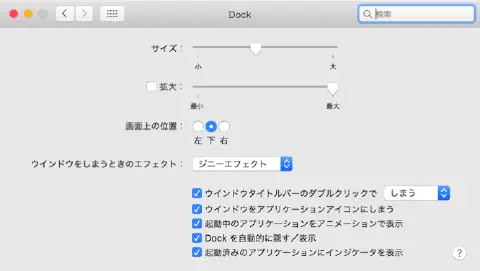 Dock
検索
サイズ：
小 大
拡大：
最小 最大
画面上の位置：
左 下 右
ウインドウをしまうときのエフェクト： ジニーエフェクト
ウインドウタイトルバーのダブルクリックで しまう
ウインドウをアプリケーションアイコンにしまう
起動中のアプリケーションをアニメーションで表示
Dock を自動的に隠す／表示
起動済みのアプリケーションにインジケータを表示
?